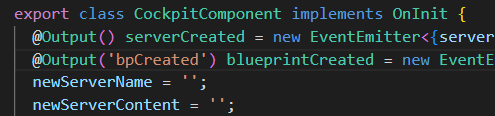 export class CockpitComponent implements OnInit {
@Output() serverCreated = new EventEmitter<{server
@Output('bpCreated') blueprintCreated = new EventE
newServerName = '';
newServerContent = '';